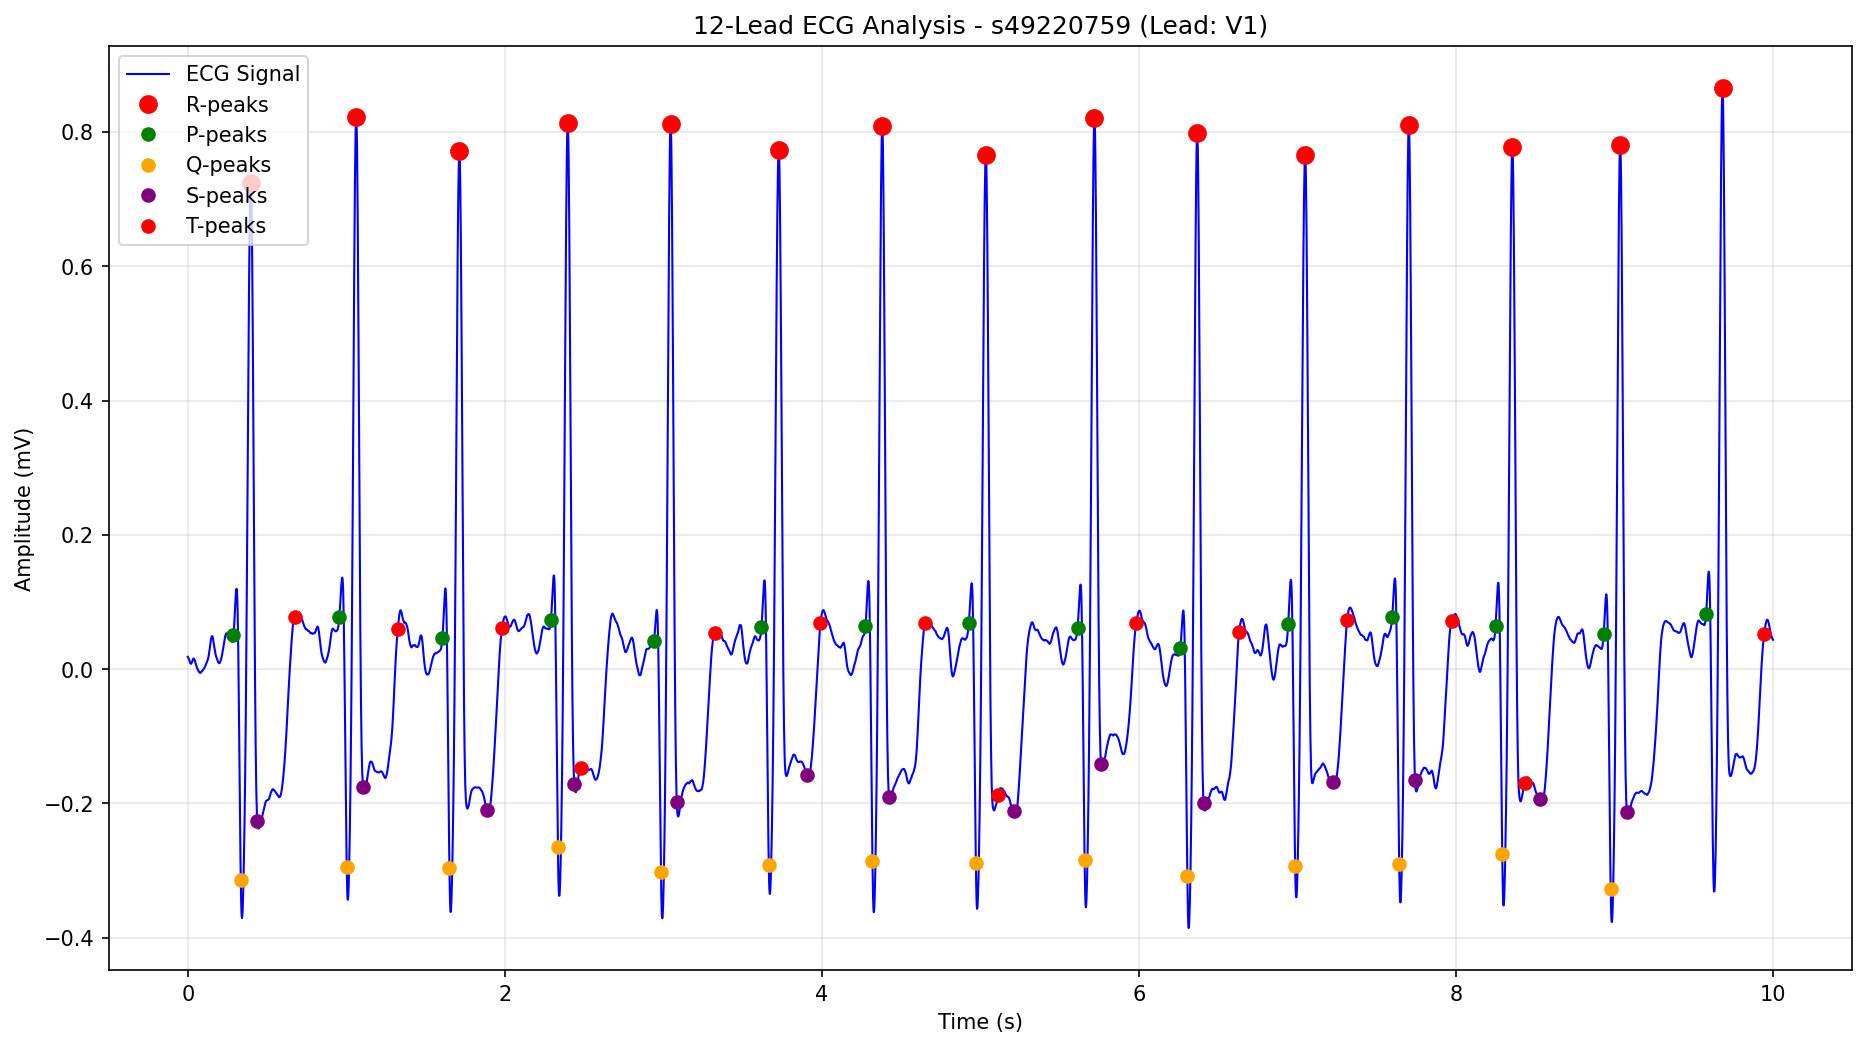 12-Lead ECG Analysis - s49220759 (Lead: V1)
ECG Signal
R-peaks
P-peaks
Q-peaks
S-peaks
T-peaks
Amplitude (mV)
0.8
0.6
0.4
0.2
0.0
−0.2
−0.4
0 2 4 6 8 10
Time (s)